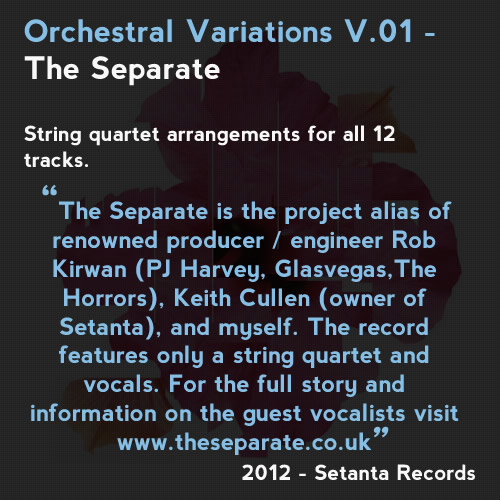 Orchestral Variations V.01 -
The Separate
String quartet arrangements for all 12
tracks.
“The Separate is the project alias of
renowned producer / engineer Rob
Kirwan (PJ Harvey, Glasvegas,The
Horrors), Keith Cullen (owner of
Setanta), and myself. The record
features only a string quartet and
vocals. For the full story and
information on the guest vocalists visit
www.theseparate.co.uk”
2012 - Setanta Records